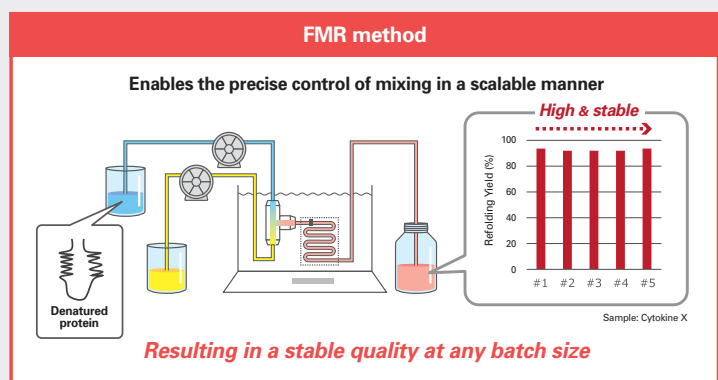 FMR method
Enables the precise control of mixing in a scalable manner
High & stable
Refolding Yield (%)
100
80
60
40
20
0
#1 #2 #3 #4 #5
Sample: Cytokine X
Denatured
protein
Resulting in a stable quality at any batch size